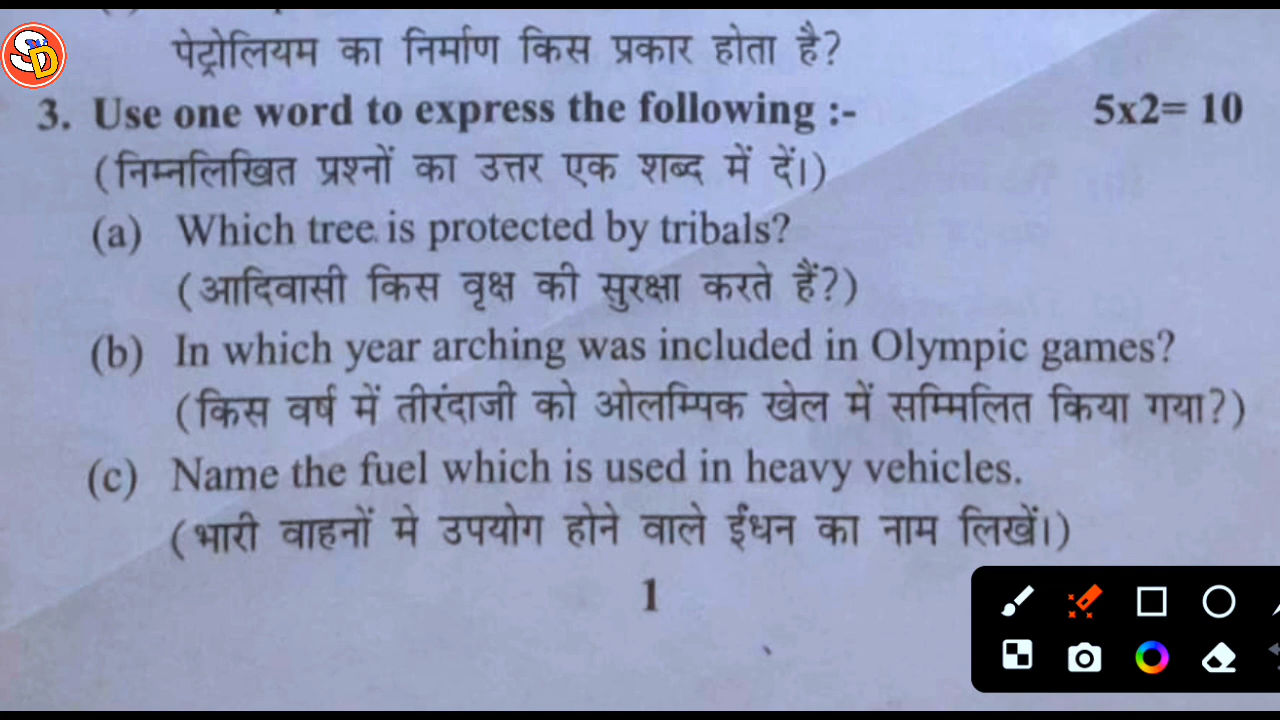 SD
पेट्रोलियम का निर्माण किस प्रकार होता है?
3. Use one word to express the following :- 5x2= 10
(निम्नलिखित प्रश्नों का उत्तर एक शब्द में दें।)
(a) Which tree is protected by tribals?
(आदिवासी किस वृक्ष की सुरक्षा करते हैं?)
(b) In which year arching was included in Olympic games?
(किस वर्ष में तीरंदाजी को ओलम्पिक खेल में सम्मिलित किया गया?)
(c) Name the fuel which is used in heavy vehicles.
(भारी वाहनों मे उपयोग होने वाले ईंधन का नाम लिखें।)
1